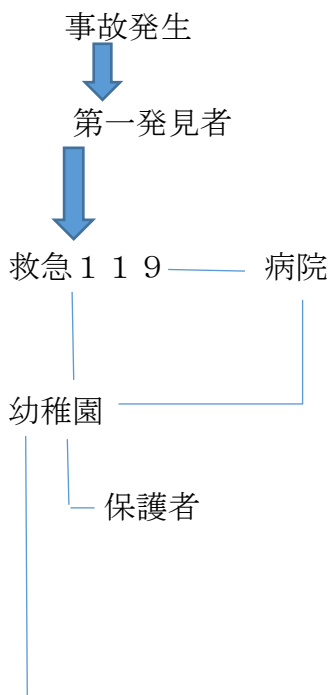 事故発生
第一発見者
救急１１９ 病院
幼稚園
保護者